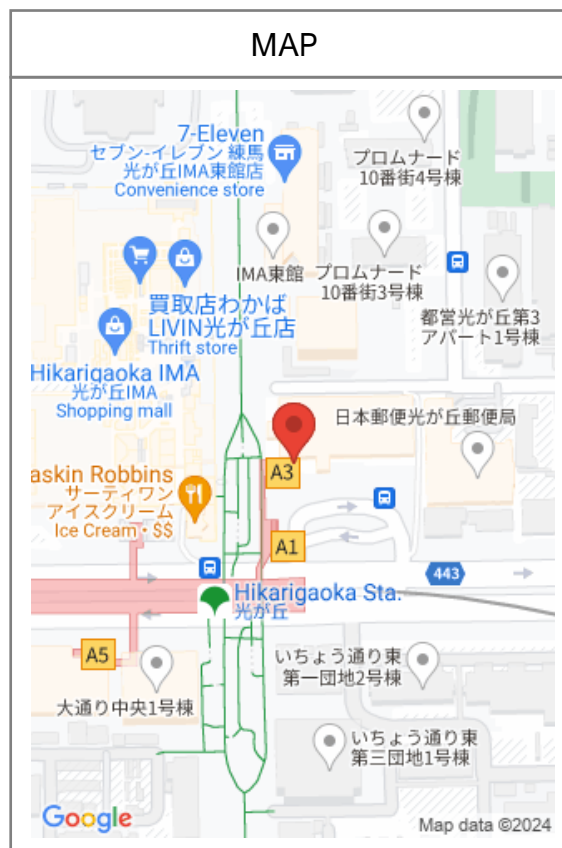 MAP
7-Eleven
セブン-イレブン 練馬
光が丘IMA東館店
Convenience store
プロムナード
10番街4号棟
IMA東館
プロムナード
10番街3号棟
買取店わかば
LIVIN光が丘店
Thrift store
都営光が丘第3
アパート1号棟
Hikarigaoka IMA
光が丘IMA
Shopping mall
日本郵便光が丘郵便局
askin Robbins
サーティワン
アイスクリーム
Ice Cream・$$
A3
A1
443
Hikarigaoka Sta.
光が丘
A5
いちょう通り東
第一団地2号棟
大通り中央1号棟
いちょう通り東
第三団地1号棟
Google
Map data ©2024